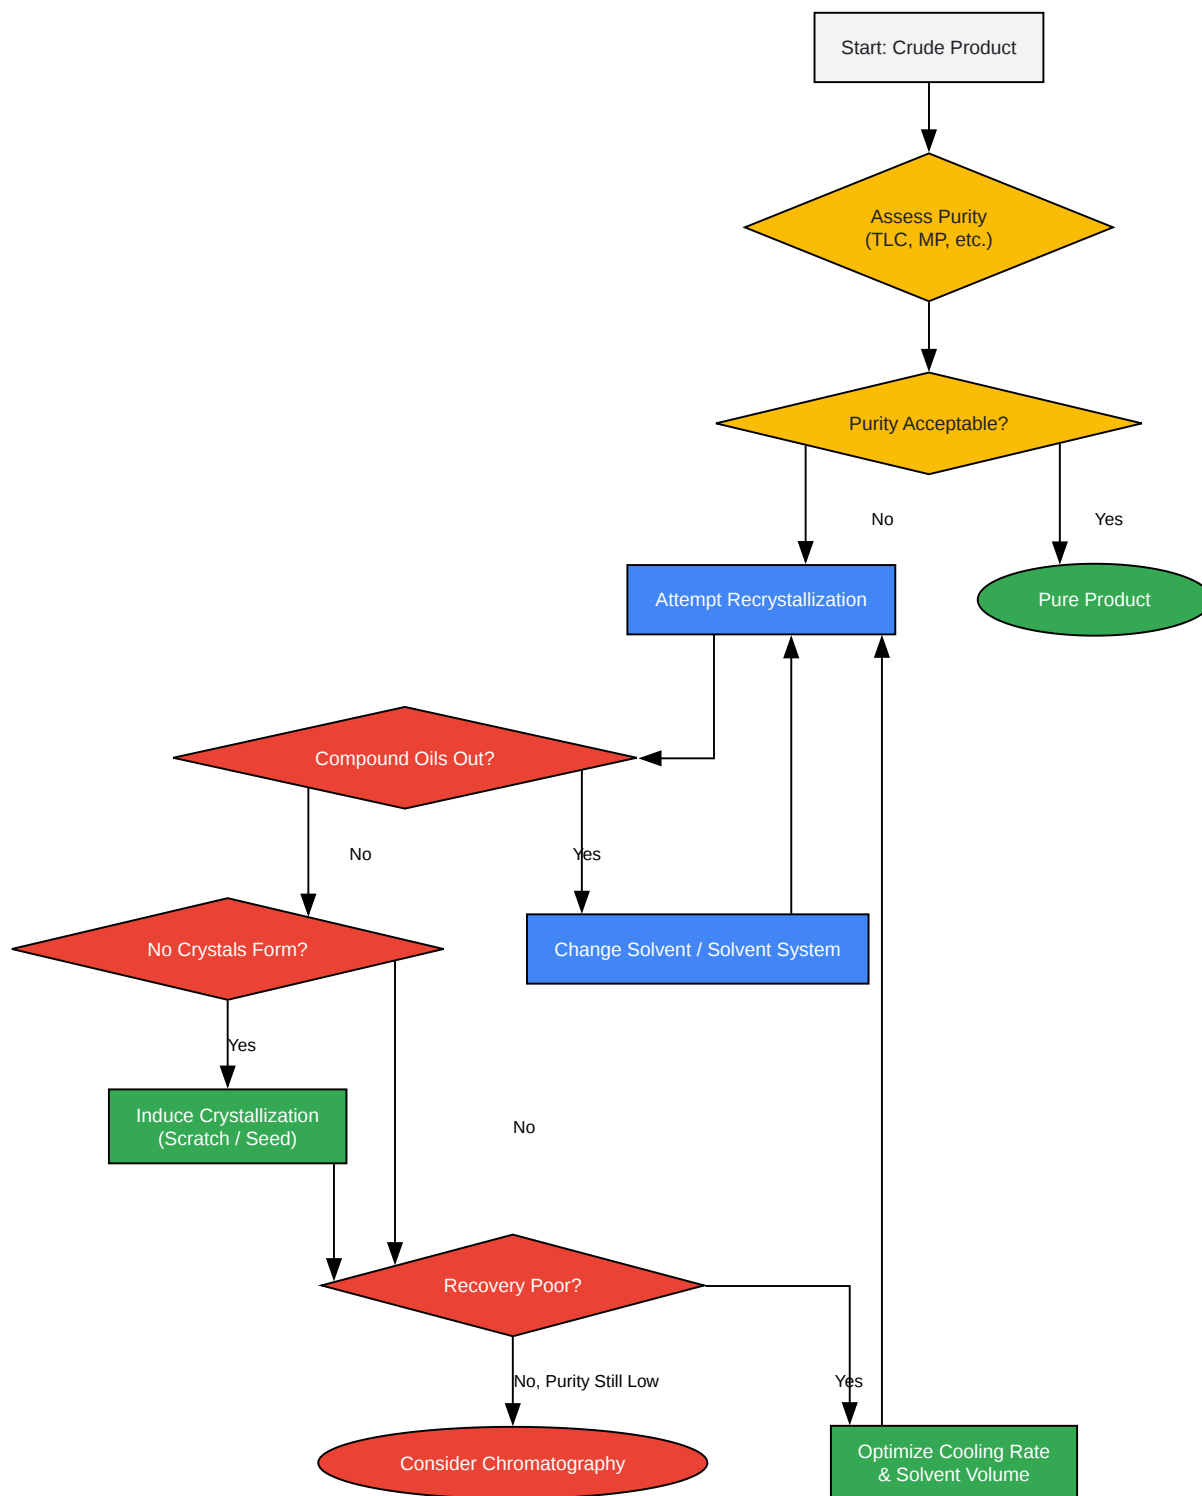 Start: Crude Product
Assess Purity
(TLC, MP, etc.)
Purity Acceptable?
No
Yes
Attempt Recrystallization
Pure Product
Compound Oils Out?
No
Yes
No Crystals Form?
Change Solvent / Solvent System
Yes
Induce Crystallization
(Scratch / Seed)
No
Recovery Poor?
No, Purity Still Low
Yes
Consider Chromatography
Optimize Cooling Rate
& Solvent Volume